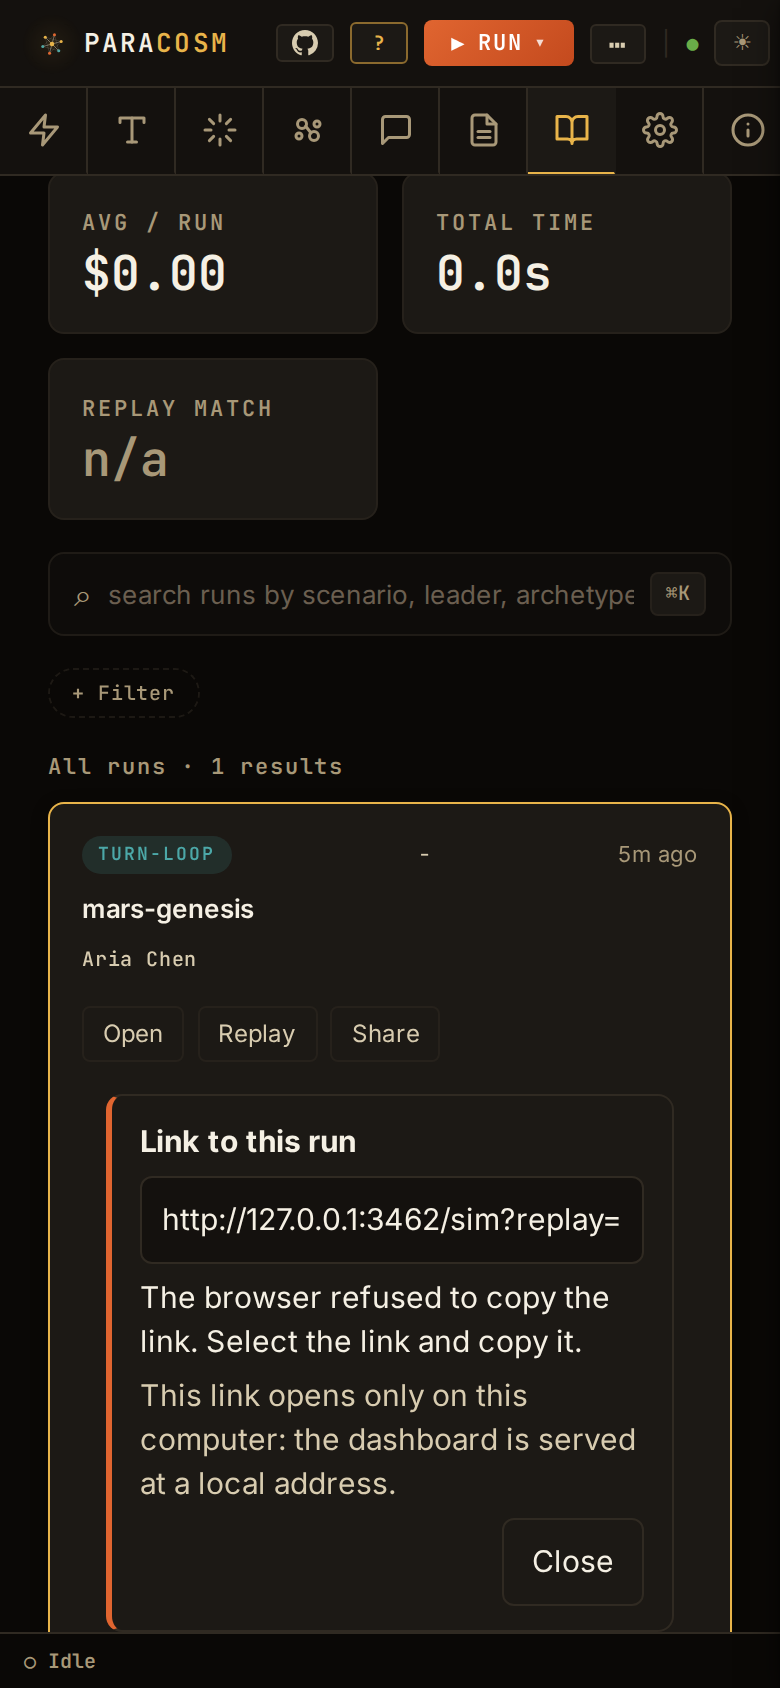 PARACOSM
?
▶ RUN ▾
…
AVG / RUN
$0.00
TOTAL TIME
0.0s
REPLAY MATCH
n/a
search runs by scenario, leader, archetype
⌘K
+ Filter
All runs · 1 results
TURN-LOOP
-
5m ago
mars-genesis
Aria Chen
Open
Replay
Share
Link to this run
http://127.0.0.1:3462/sim?replay=
The browser refused to copy the
link. Select the link and copy it.
This link opens only on this
computer: the dashboard is served
at a local address.
Close
Idle